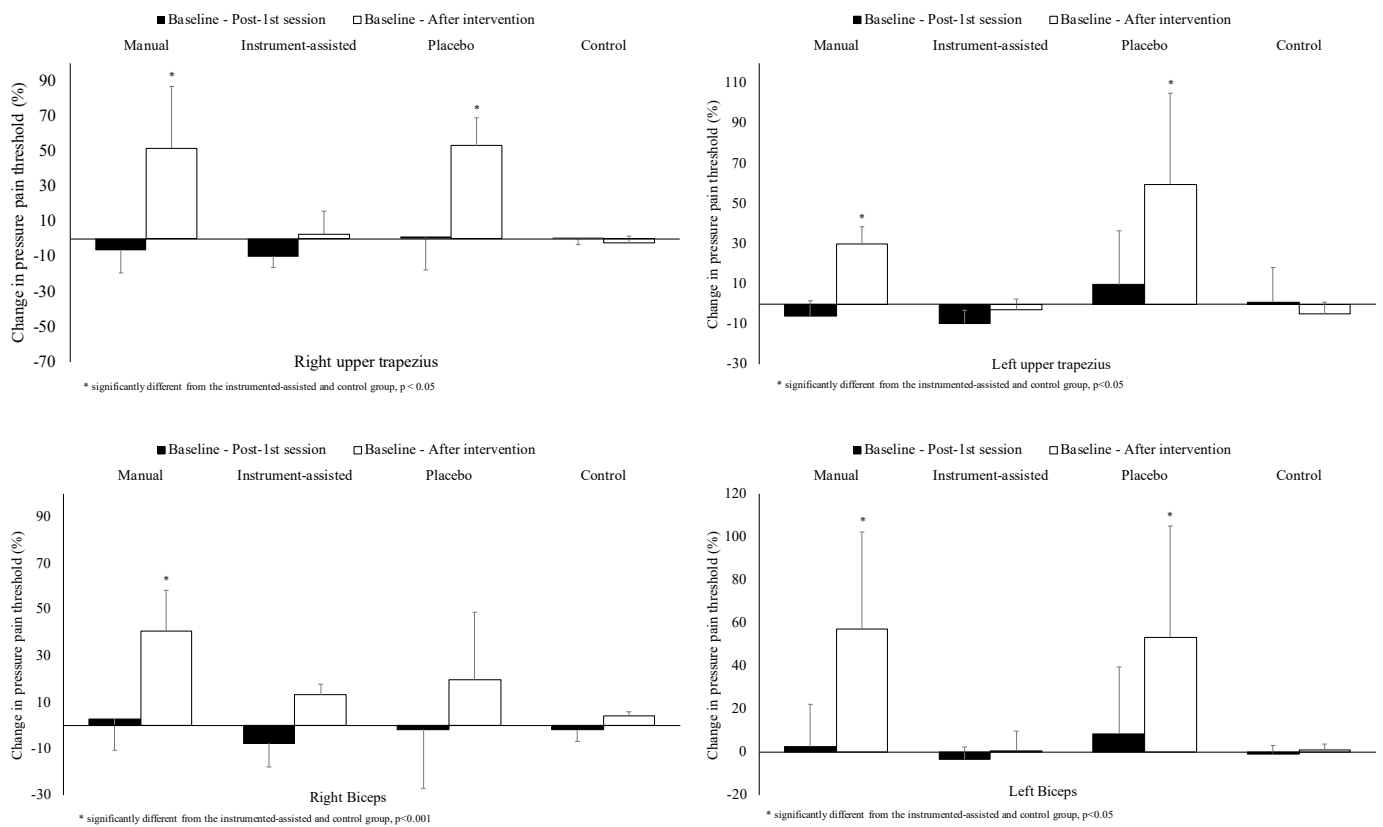 Baseline - Post-1st session Baseline - After intervention
Manual Instrument-assisted Placebo Control
Change in pressure pain threshold (%)
90
70
50
30
10
-10
-30
-50
-70
* *
Right upper trapezius
* significantly different from the instrumented-assisted and control group, p < 0.05
Baseline - Post-1st session Baseline - After intervention
Manual Instrument-assisted Placebo Control
Change in pressure pain threshold (%)
110
90
70
50
30
10
-10
-30
* *
Left upper trapezius
* significantly different from the instrumented-assisted and control group, p<0.05
Baseline - Post-1st session Baseline - After intervention
Manual Instrument-assisted Placebo Control
Change in pressure pain threshold (%)
90
70
50
30
10
-10
-30
*
Right Biceps
* significantly different from the instrumented-assisted and control group, p<0.001
Baseline - Post-1st session Baseline - After intervention
Manual Instrument-assisted Placebo Control
Change in pressure pain threshold (%)
120
100
80
60
40
20
0
-20
* *
Left Biceps
* significantly different from the instrumented-assisted and control group, p<0.05